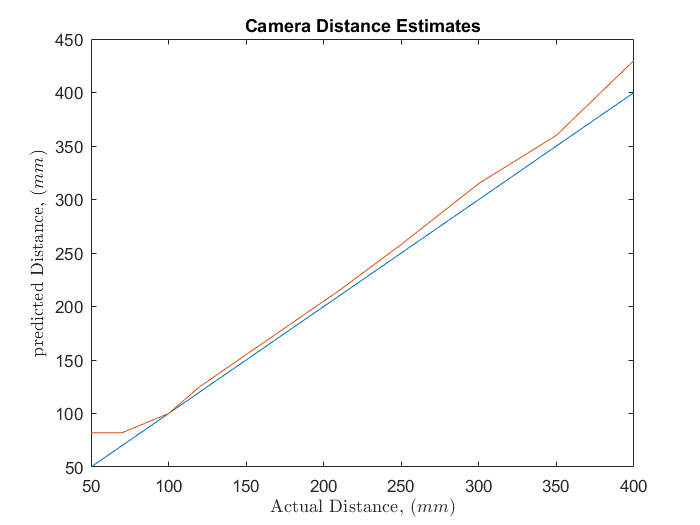 Camera Distance Estimates
450
400
350
300
250
200
150
100
50
predicted Distance, (mm)
50 100 150 200 250 300 350 400
Actual Distance, (mm)